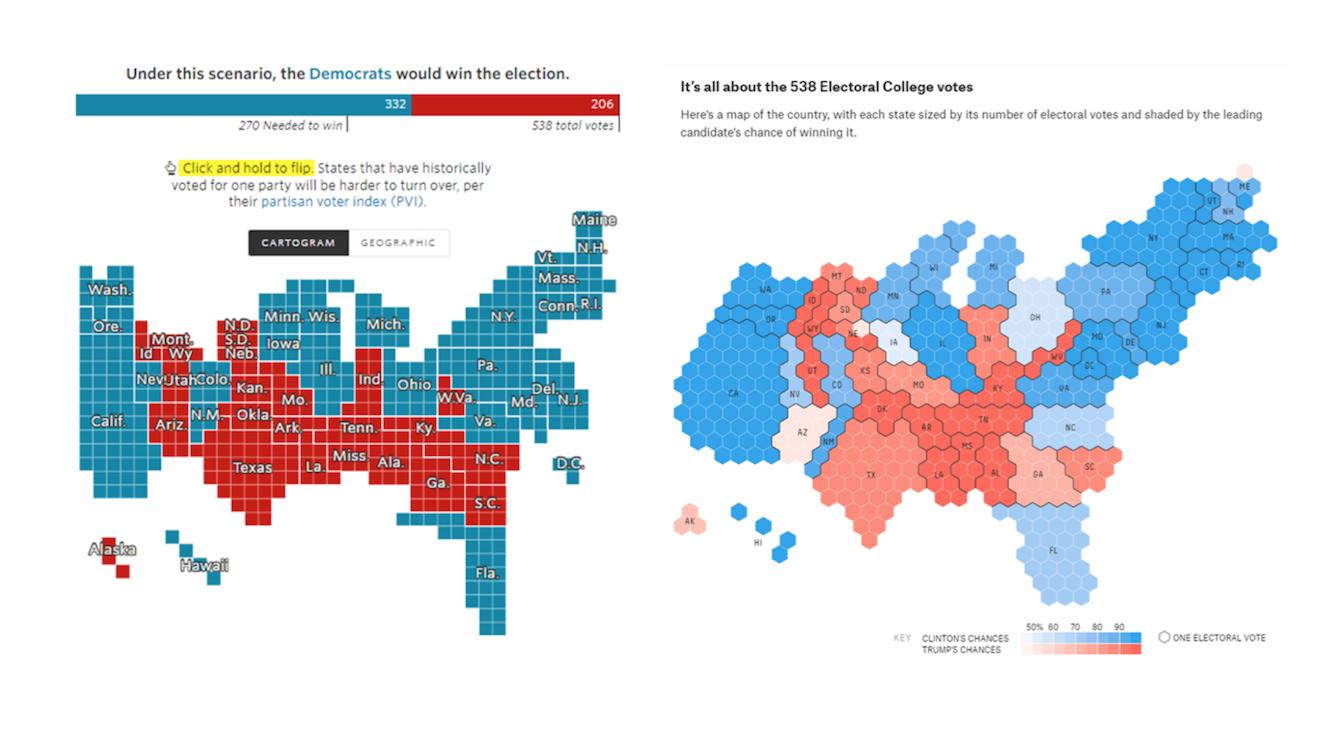 Under this scenario, the Democrats would win the election.
332
206
270 Needed to win
538 total votes
Click and hold to flip. States that have historically
voted for one party will be harder to turn over, per
their partisan voter index (PVI).
CARTOGRAM
GEOGRAPHIC
Maine
N.H.
Vt.
Mass.
Wash.
Conn.
R.I.
Minn.
Wis.
N.Y.
Ore.
N.D.
Mich.
Mont.
S.D.
Iowa
Id
Wy
Neb.
Pa.
Ill.
Ind.
Ohio
Nev
Utah
Colo.
Kan.
Del.
Mo.
W.Va.
Md.
N.J.
Calif.
Ariz.
N.M.
Okla.
Ark.
Tenn.
Ky.
Va.
Texas
La.
Miss.
Ala.
N.C.
D.C.
Ga.
S.C.
Alaska
Hawaii
Fla.
It's all about the 538 Electoral College votes
Here's a map of the country, with each state sized by its number of electoral votes and shaded by the leading
candidate's chance of winning it.
ME
VT
NH
NY
MA
CT
RI
WI
MI
WA
MT
ID
ND
MN
PA
SD
OR
OH
NJ
WY
NE
IA
IL
IN
MD
DE
WV
DC
UT
CO
KS
MO
KY
VA
CA
NV
OK
AZ
NM
AR
TN
NC
MS
TX
LA
AL
GA
SC
AK
HI
FL
50% 60 70 80 90
KEY
CLINTON'S CHANCES
TRUMP'S CHANCES
ONE ELECTORAL VOTE